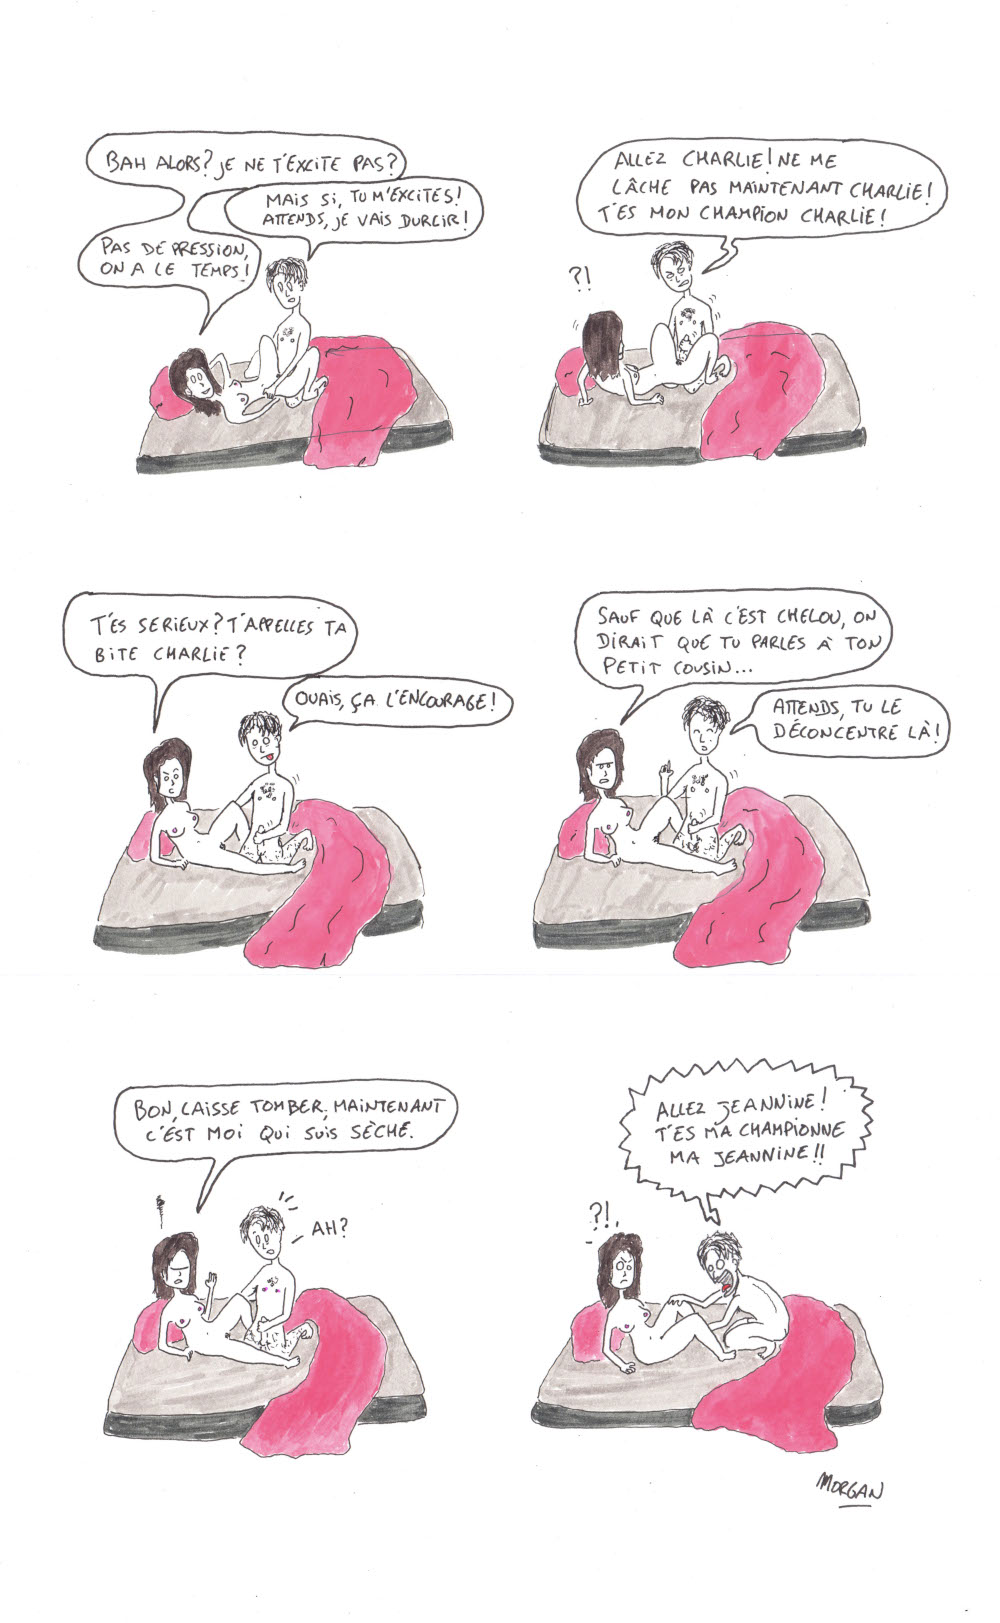 BAH ALORS? JE NE T'EXCITE PAS?
MAIS SI, TU M'EXCITES!
ATTENDS, JE VAIS DURCIR!
PAS DE PRESSION,
ON A LE TEMPS!
ALLEZ CHARLIE! NE ME
LÂCHE PAS MAINTENANT CHARLIE!
T'ES MON CHAMPION CHARLIE!
?!
T'ES SERIEUX? T'APPELLES TA
BITE CHARLIE?
OUAIS, ÇA L'ENCOURAGE!
SAUF QUE LÀ C'EST CHELOU, ON
DIRAIT QUE TU PARLES À TON
PETIT COUSIN...
ATTENDS, TU LE
DÉCONCENTRE LÀ!
BON, LAISSE TOMBER, MAINTENANT
C'EST MOI QUI SUIS SÈCHE.
AH?
ALLEZ JEANNINE!
T'ES MA CHAMPIONNE
MA JEANNINE!!
?!
MORGAN